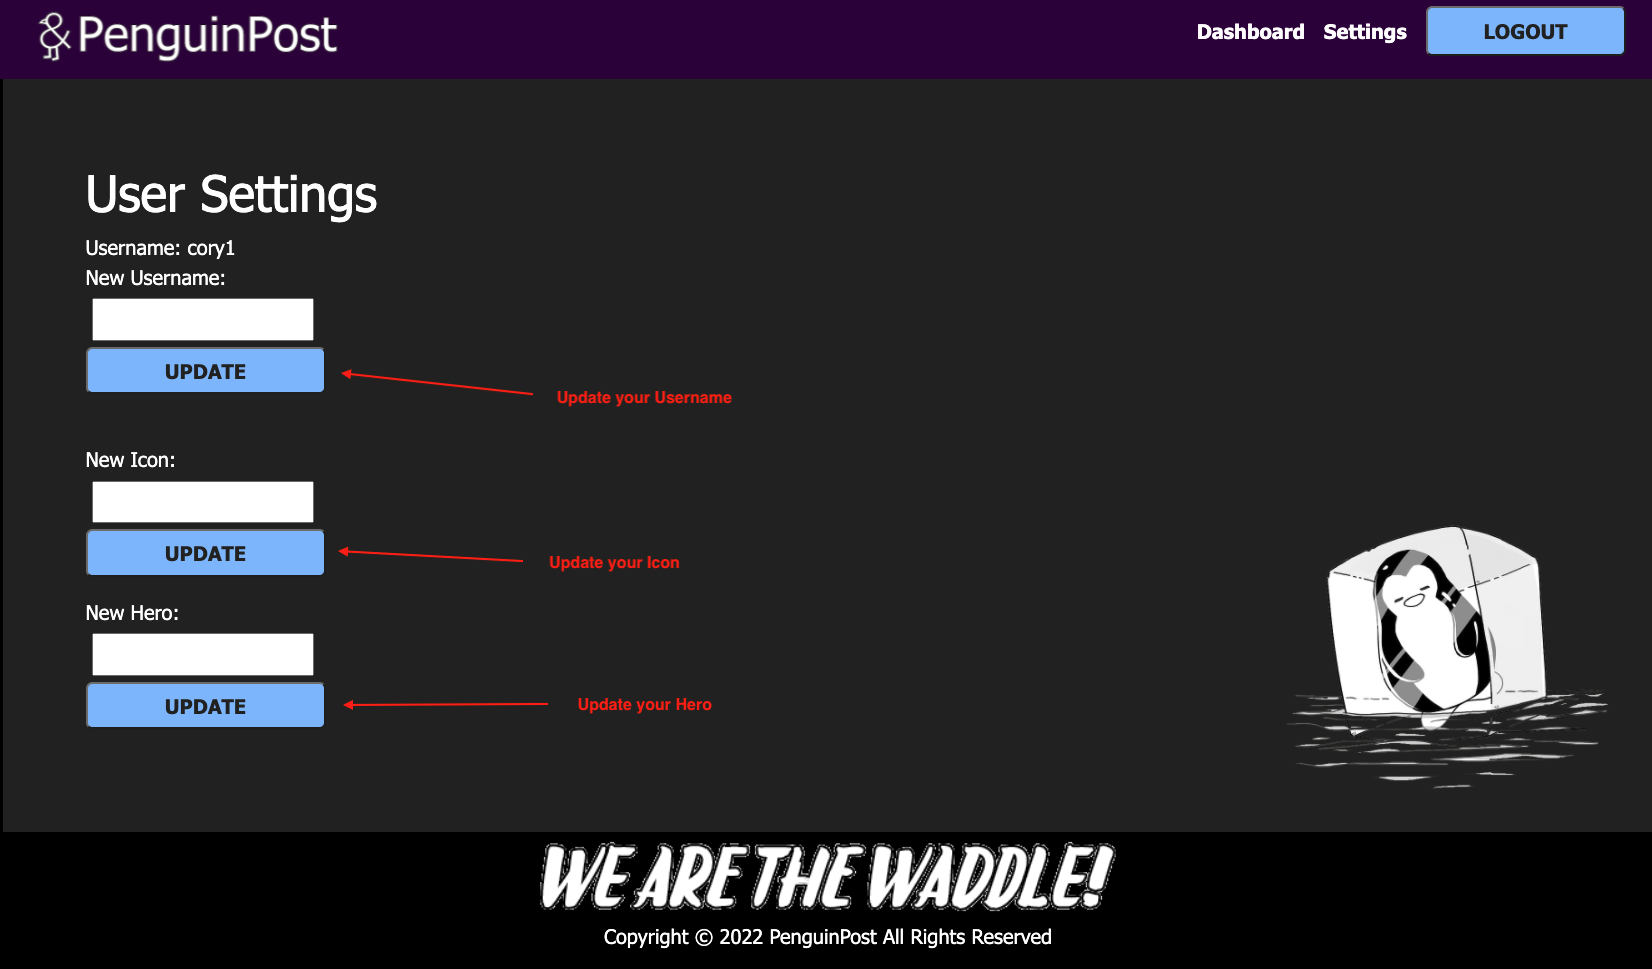 PenguinPost
Dashboard Settings LOGOUT
User Settings
Username: cory1
New Username:
UPDATE
Update your Username
New Icon:
UPDATE
Update your Icon
New Hero:
UPDATE
Update your Hero
WE ARE THE WADDLE!
Copyright © 2022 PenguinPost All Rights Reserved